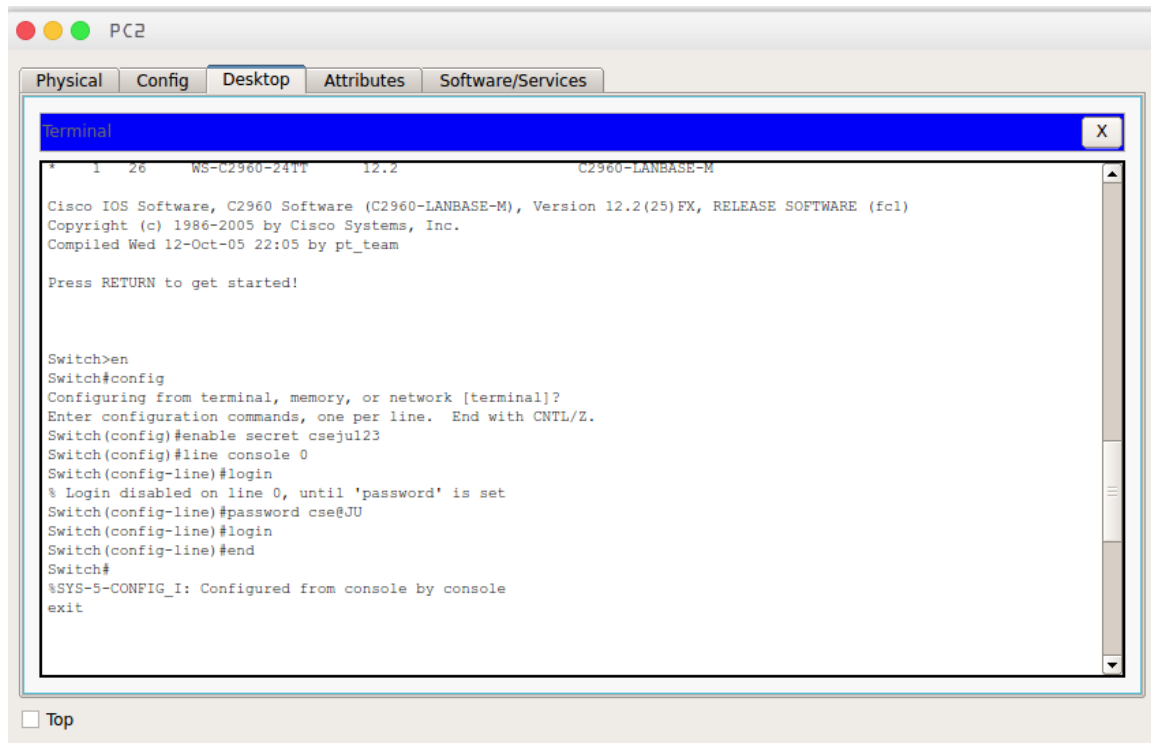 PC2
Physical Config Desktop Attributes Software/Services
Terminal X
* 1 26 WS-C2960-24TT 12.2 C2960-LANBASE-M
Cisco IOS Software, C2960 Software (C2960-LANBASE-M), Version 12.2(25)FX, RELEASE SOFTWARE (fc1)
Copyright (c) 1986-2005 by Cisco Systems, Inc.
Compiled Wed 12-Oct-05 22:05 by pt_team
Press RETURN to get started!
Switch>en
Switch#config
Configuring from terminal, memory, or network [terminal]?
Enter configuration commands, one per line.  End with CNTL/Z.
Switch(config)#enable secret cseju123
Switch(config)#line console 0
Switch(config-line)#login
% Login disabled on line 0, until 'password' is set
Switch(config-line)#password cse@JU
Switch(config-line)#login
Switch(config-line)#end
Switch#
%SYS-5-CONFIG_I: Configured from console by console
exit
Top